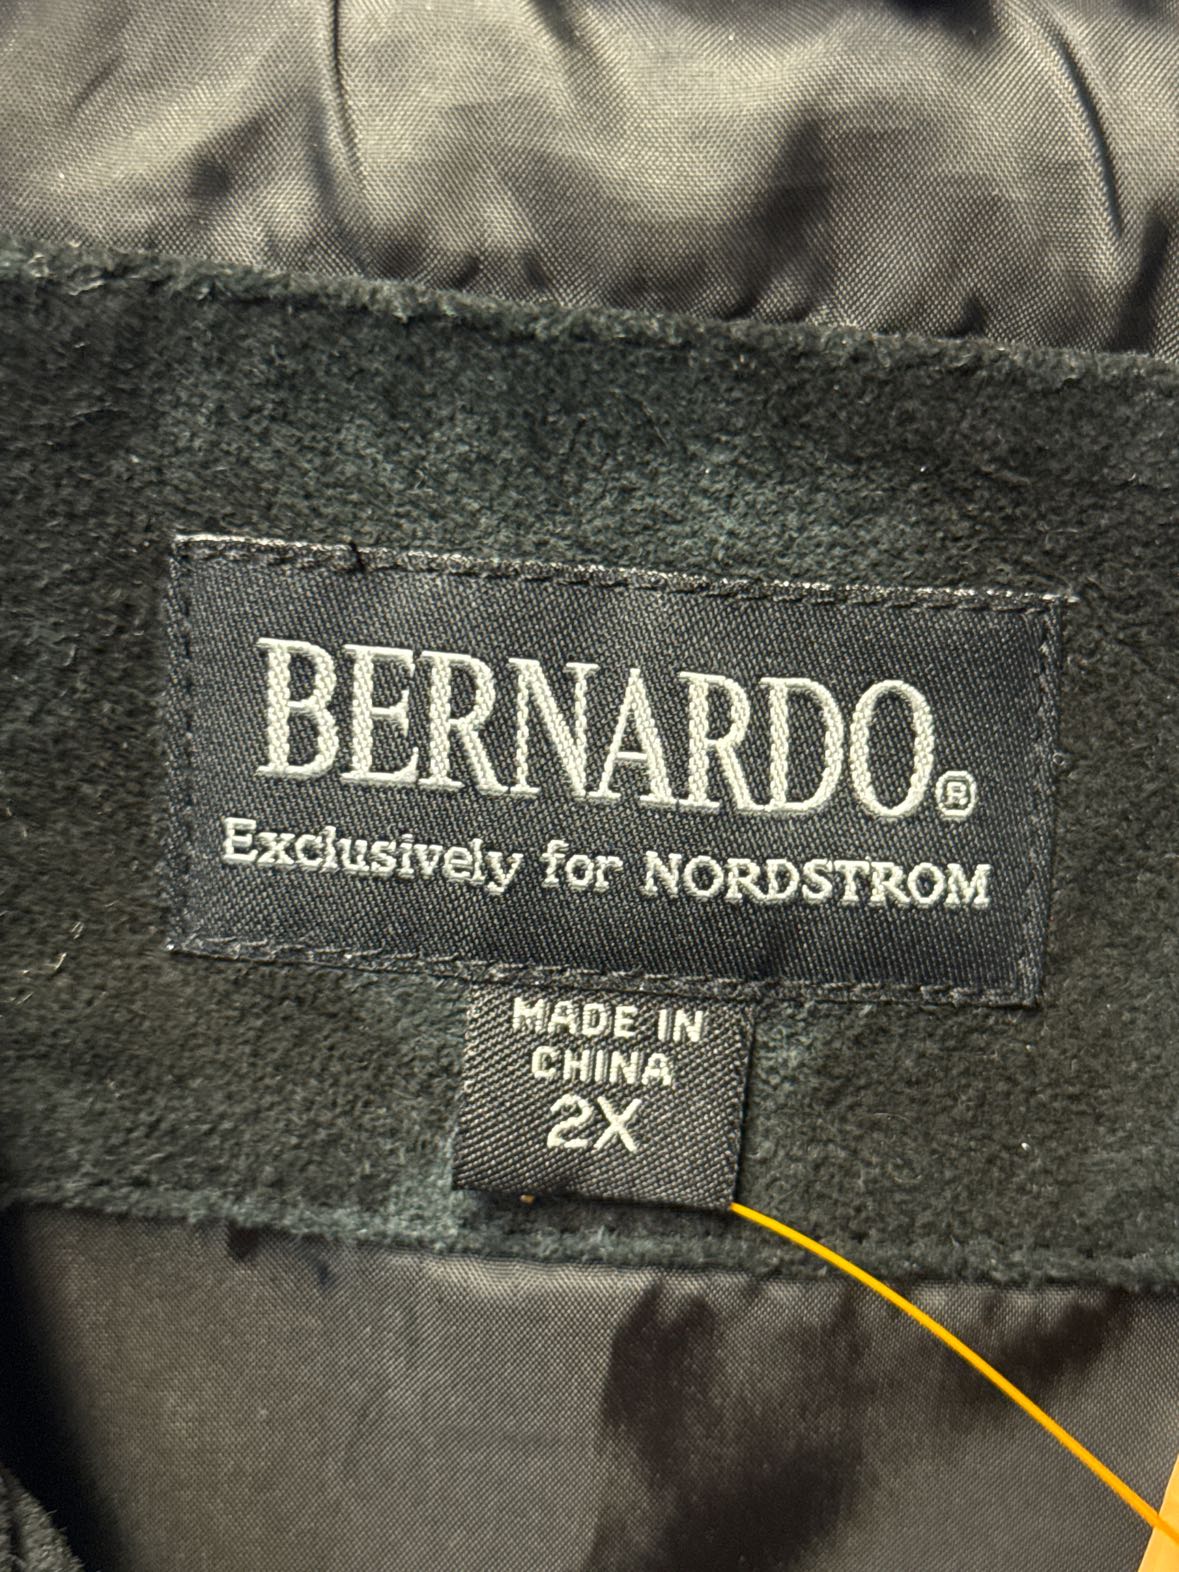 BERNARDO®
Exclusively for NORDSTROM
MADE IN
CHINA
2X